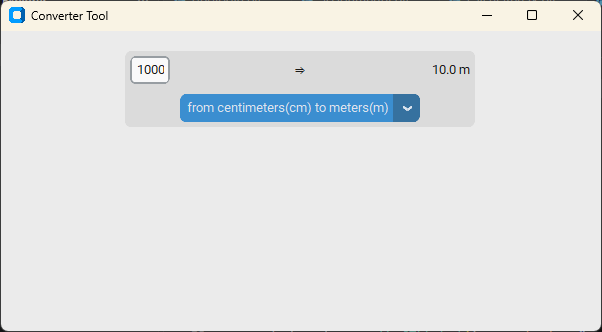 Converter Tool
1000 ⇒ 10.0 m
from centimeters(cm) to meters(m)